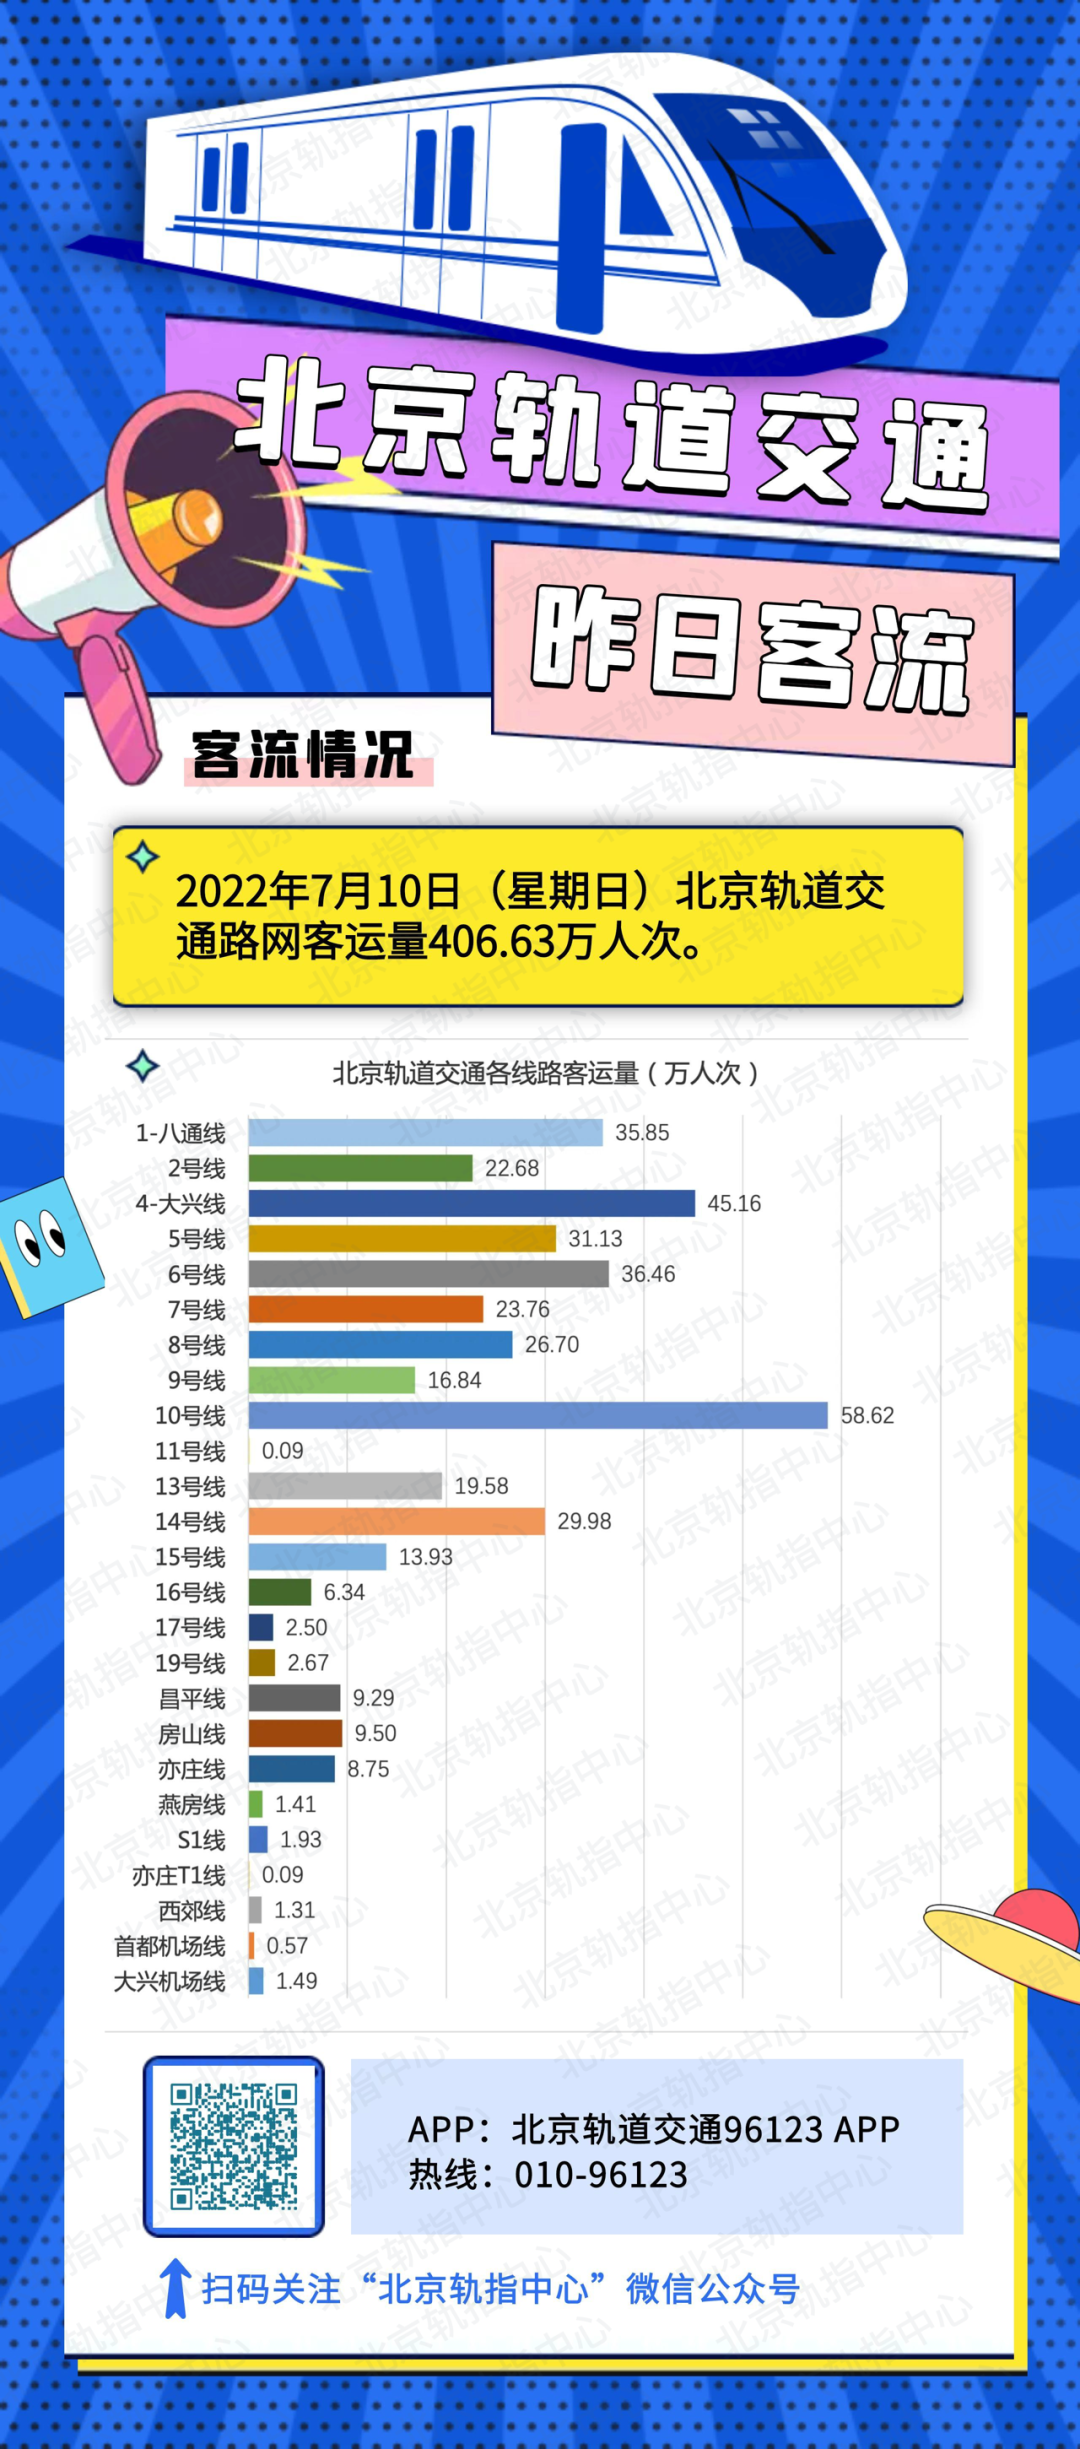 北京轨道交通
昨日客流
客流情况
2022年7月10日（星期日）北京轨道交
通路网客运量406.63万人次。
北京轨道交通各线路客运量（万人次）
1-八通线 35.85
2号线 22.68
4-大兴线 45.16
5号线 31.13
6号线 36.46
7号线 23.76
8号线 26.70
9号线 16.84
10号线 58.62
11号线 0.09
13号线 19.58
14号线 29.98
15号线 13.93
16号线 6.34
17号线 2.50
19号线 2.67
昌平线 9.29
房山线 9.50
亦庄线 8.75
燕房线 1.41
S1线 1.93
亦庄T1线 0.09
西郊线 1.31
首都机场线 0.57
大兴机场线 1.49
APP：北京轨道交通96123 APP
热线：010-96123
扫码关注“北京轨指中心”微信公众号
北京轨指中心